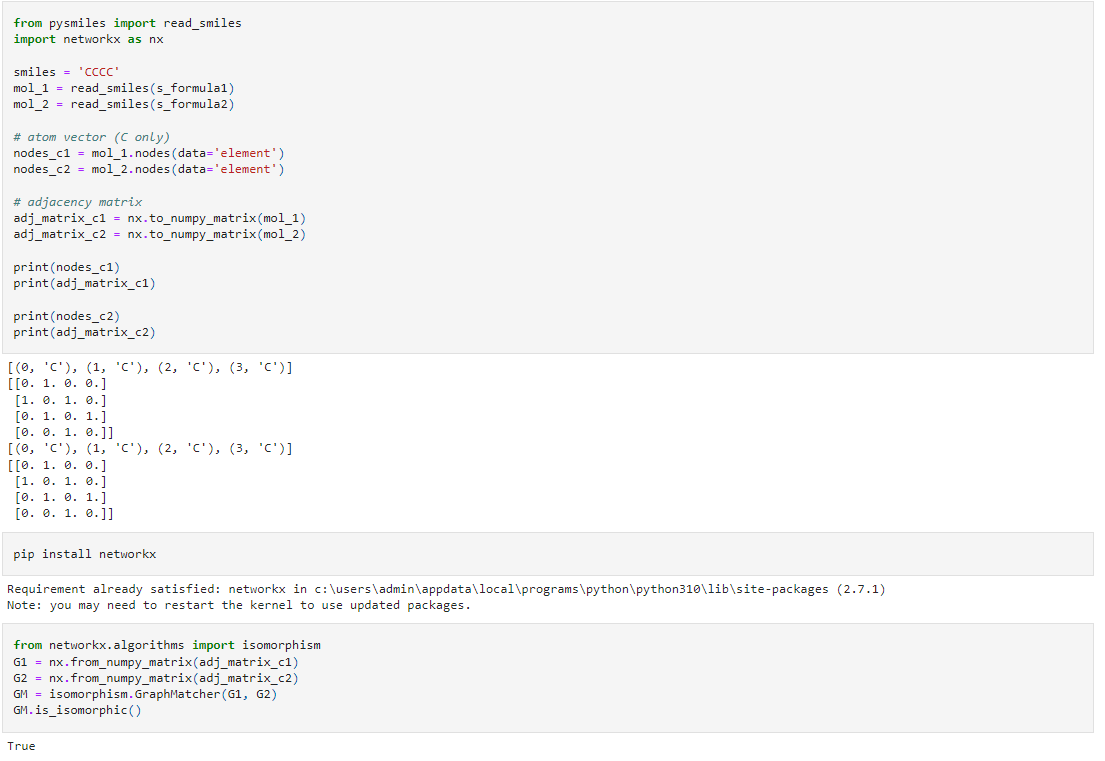 from pysmiles import read_smiles
import networkx as nx
smiles = 'CCCC'
mol_1 = read_smiles(s_formula1)
mol_2 = read_smiles(s_formula2)
# atom vector (C only)
nodes_c1 = mol_1.nodes(data='element')
nodes_c2 = mol_2.nodes(data='element')
# adjacency matrix
adj_matrix_c1 = nx.to_numpy_matrix(mol_1)
adj_matrix_c2 = nx.to_numpy_matrix(mol_2)
print(nodes_c1)
print(adj_matrix_c1)
print(nodes_c2)
print(adj_matrix_c2)
[(0, 'C'), (1, 'C'), (2, 'C'), (3, 'C')]
[[0. 1. 0. 0.]
 [1. 0. 1. 0.]
 [0. 1. 0. 1.]
 [0. 0. 1. 0.]]
[(0, 'C'), (1, 'C'), (2, 'C'), (3, 'C')]
[[0. 1. 0. 0.]
 [1. 0. 1. 0.]
 [0. 1. 0. 1.]
 [0. 0. 1. 0.]]
pip install networkx
Requirement already satisfied: networkx in c:\users\admin\appdata\local\programs\python\python310\lib\site-packages (2.7.1)
Note: you may need to restart the kernel to use updated packages.
from networkx.algorithms import isomorphism
G1 = nx.from_numpy_matrix(adj_matrix_c1)
G2 = nx.from_numpy_matrix(adj_matrix_c2)
GM = isomorphism.GraphMatcher(G1, G2)
GM.is_isomorphic()
True